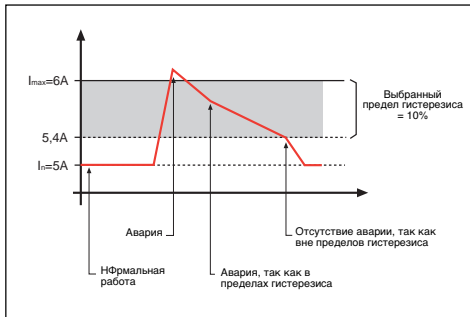 Imax=6A
Выбранный
предел гистерезиса
= 10%
5,4A
In=5A
Авария
Отсутствие аварии, так как
вне пределов гистерезиса
НФрмальная
работа
Авария, так как в
пределах гистерезиса